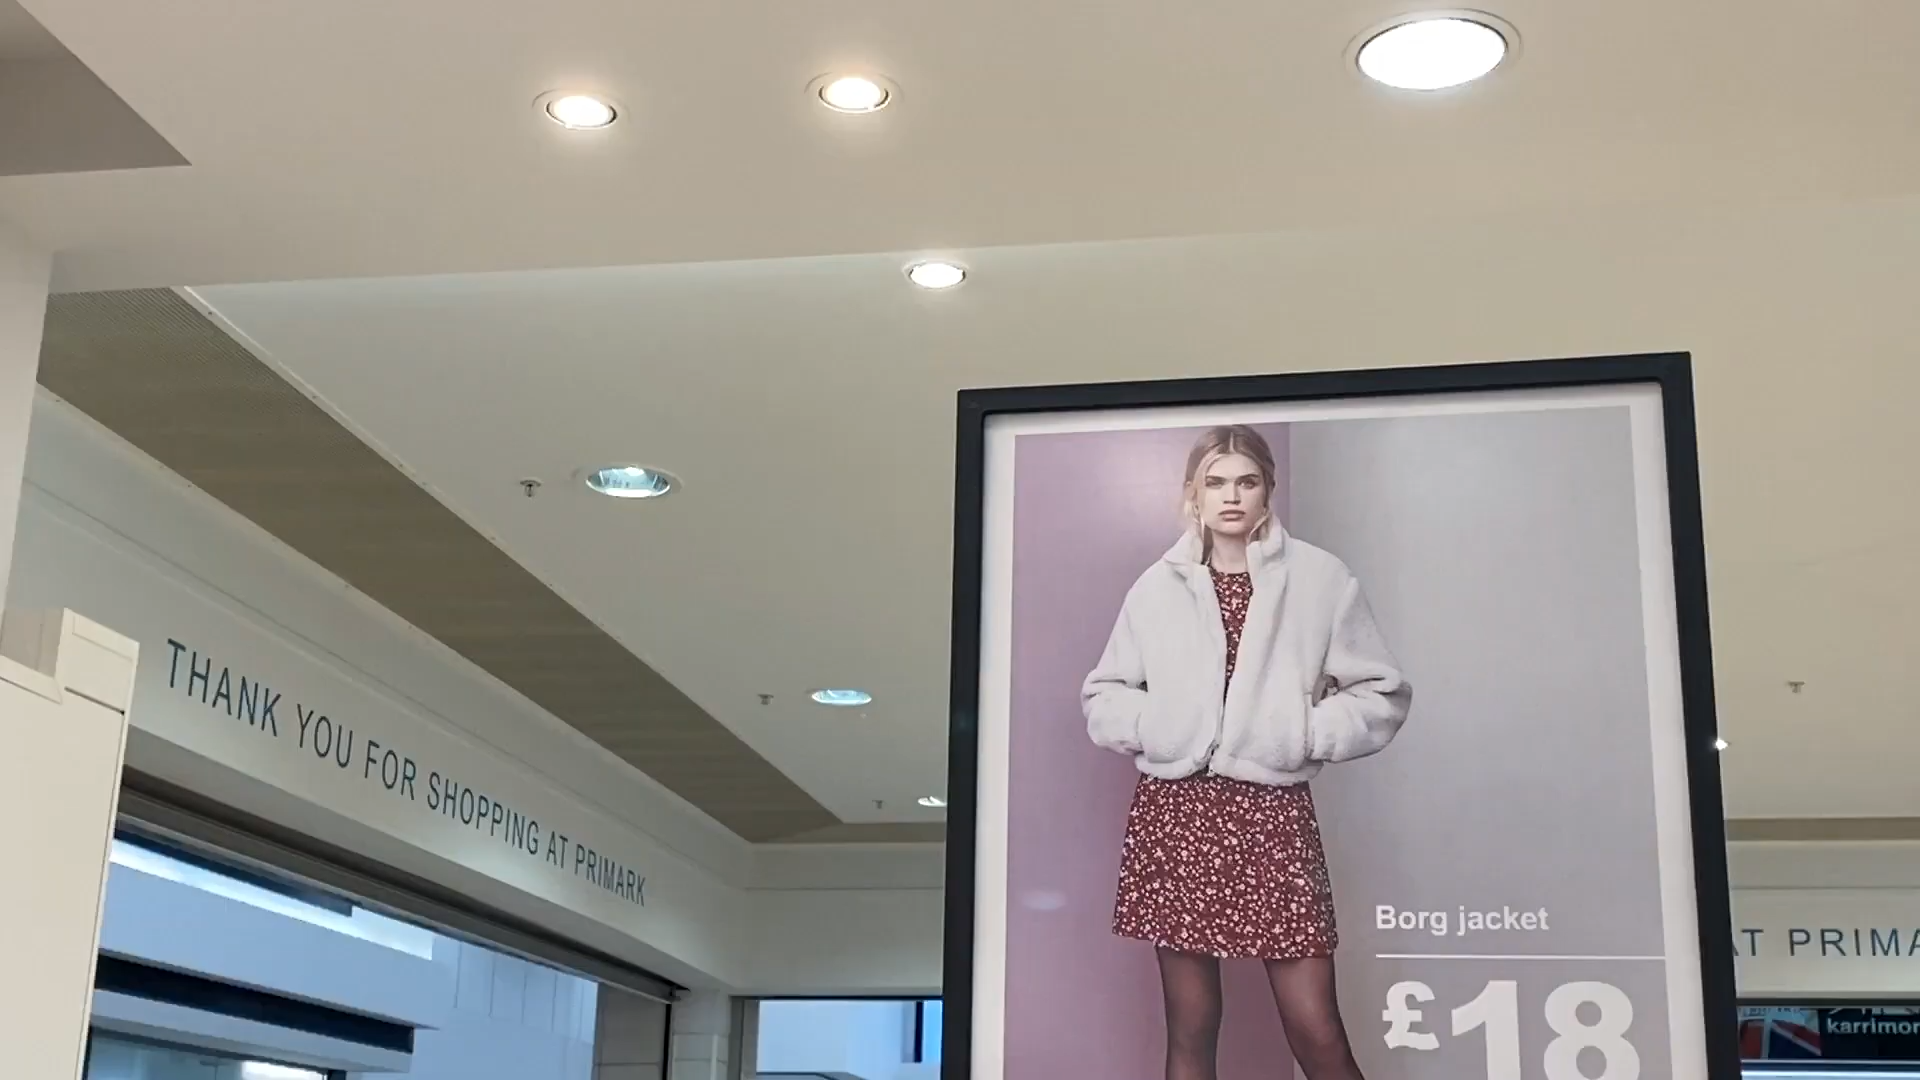 THANK YOU FOR SHOPPING AT PRIMARK
Borg jacket
£18
AT PRIMA
karrimor